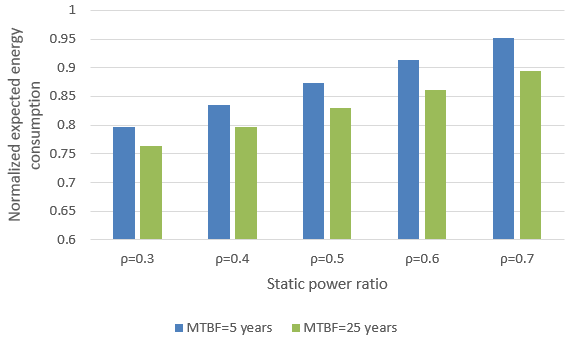 1
0.95
0.9
0.85
0.8
0.75
0.7
0.65
0.6
Normalized expected energy
consumption
ρ=0.3 ρ=0.4 ρ=0.5 ρ=0.6 ρ=0.7
Static power ratio
MTBF=5 years MTBF=25 years